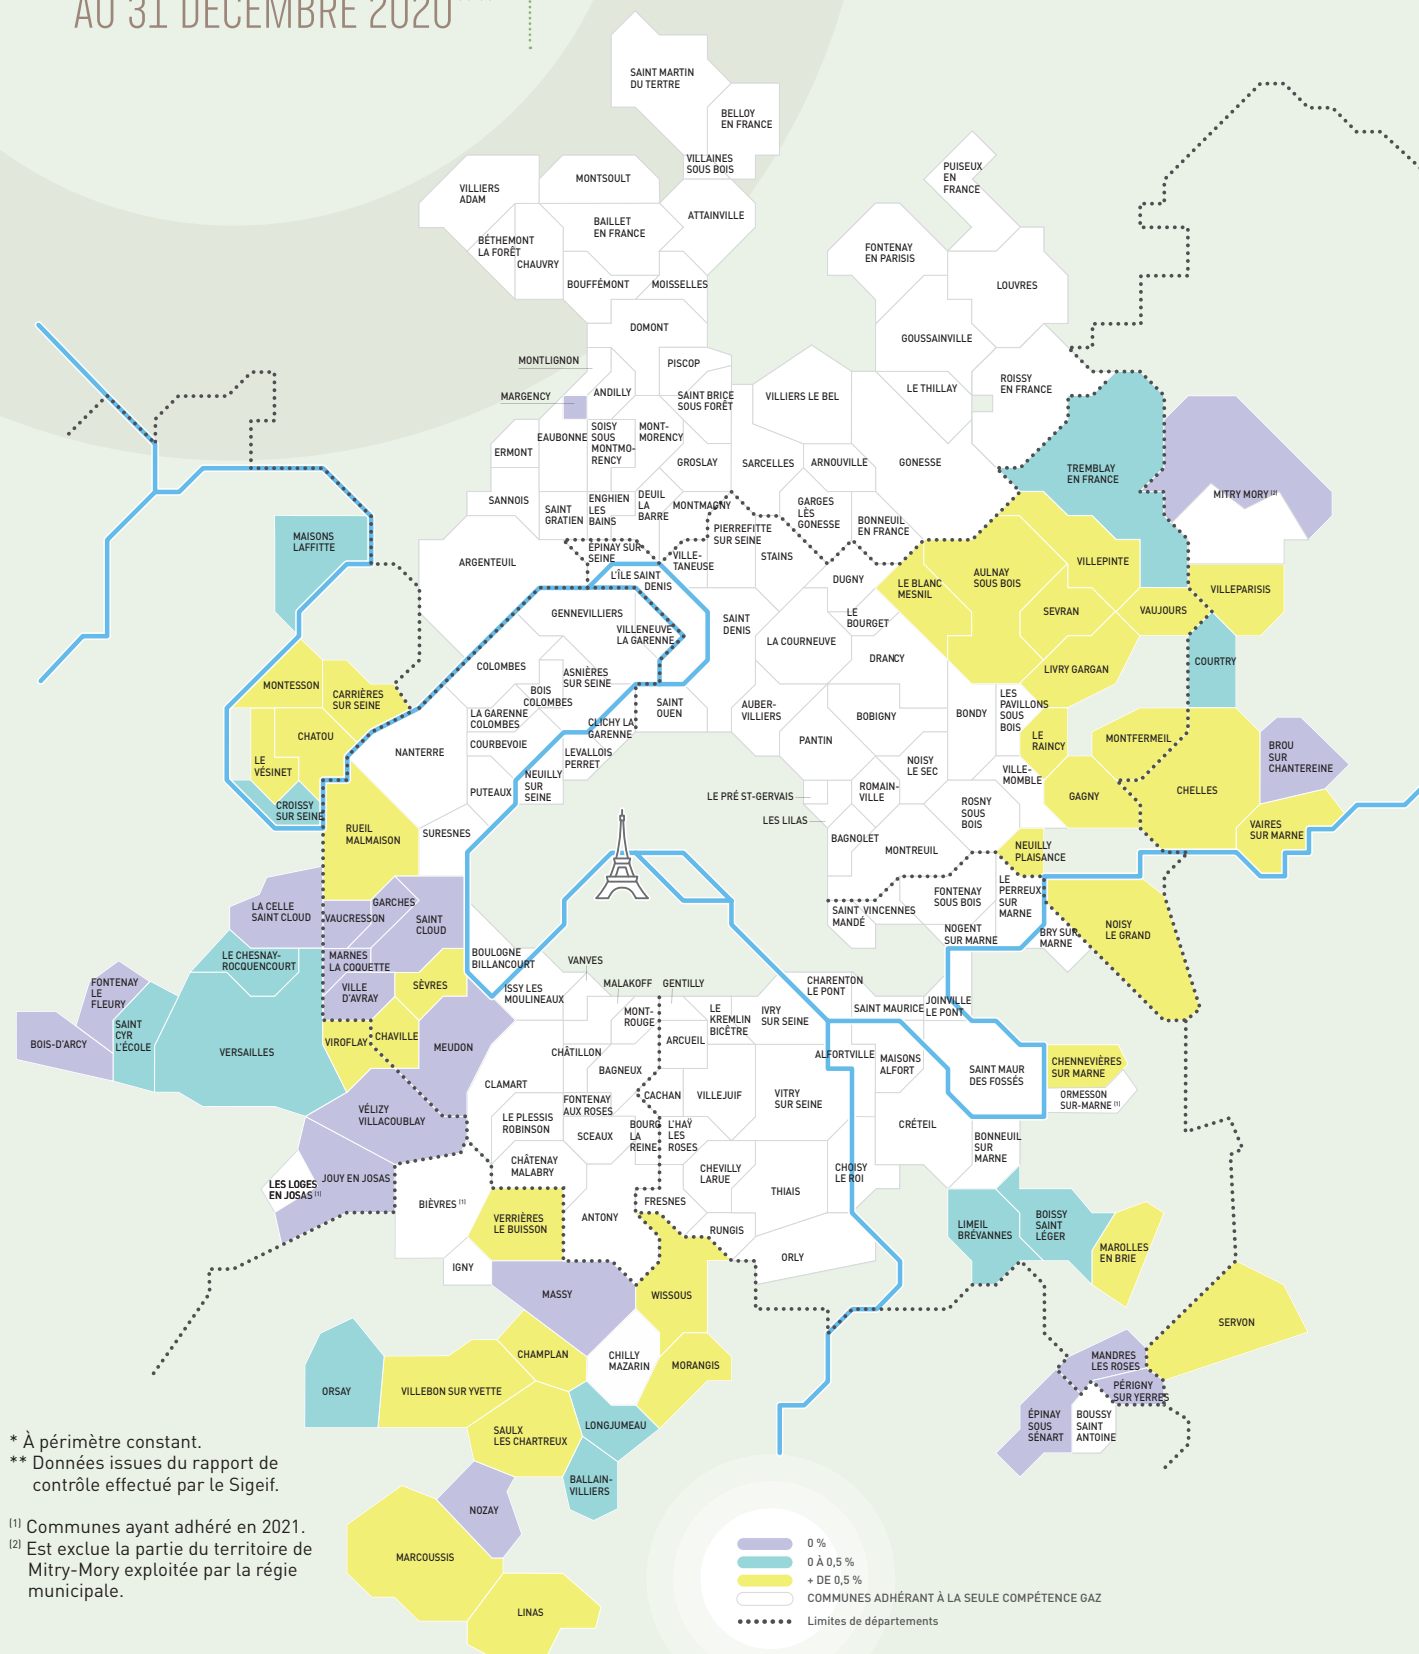 AU 31 DÉCEMBRE 2020
SAINT MARTIN
DU TERTRE
BELLOY
EN FRANCE
VILLAINES
SOUS BOIS
VILLIERS
ADAM
MONTSOULT
PUISEUX
EN
FRANCE
BAILLET
EN FRANCE
ATTAINVILLE
BÉTHEMONT
LA FORÊT
CHAUVRY
FONTENAY
EN PARISIS
BOUFFÉMONT
MOISSELLES
LOUVRES
DOMONT
GOUSSAINVILLE
MONTLIGNON
PISCOP
MARGENCY
ANDILLY
SAINT BRICE
SOUS FORÊT
VILLIERS LE BEL
LE THILLAY
ROISSY
EN FRANCE
EAUBONNE
SOISY
SOUS
MONTMO-
RENCY
MONT-
MORENCY
ERMONT
GROSLAY
SARCELLES
ARNOUVILLE
GONESSE
TREMBLAY
EN FRANCE
MITRY MORY (2)
SANNOIS
SAINT
GRATIEN
ENGHIEN
LES
BAINS
DEUIL
LA
BARRE
MONTMAGNY
GARGES
LÈS
GONESSE
BONNEUIL
EN FRANCE
MAISONS
LAFFITTE
ARGENTEUIL
ÉPINAY SUR
SEINE
VILLE-
TANEUSE
PIERREFITTE
SUR SEINE
STAINS
DUGNY
LE BLANC
MESNIL
AULNAY
SOUS BOIS
VILLEPINTE
VILLEPARISIS
L'ÎLE SAINT
DENIS
GENNEVILLIERS
VILLENEUVE
LA GARENNE
SAINT
DENIS
LA COURNEUVE
LE
BOURGET
SEVRAN
VAUJOURS
COURTRY
DRANCY
LIVRY GARGAN
MONTESSON
CARRIÈRES
SUR SEINE
COLOMBES
BOIS
COLOMBES
ASNIÈRES
SUR SEINE
LA GARENNE
COLOMBES
CLICHY LA
GARENNE
SAINT
OUEN
AUBER-
VILLIERS
BOBIGNY
BONDY
LES
PAVILLONS
SOUS
BOIS
CHATOU
NANTERRE
COURBEVOIE
LEVALLOIS
PERRET
PANTIN
LE
RAINCY
MONTFERMEIL
BROU
SUR
CHANTEREINE
LE
VÉSINET
PUTEAUX
NEUILLY
SUR
SEINE
NOISY
LE SEC
VILLE-
MOMBLE
GAGNY
CHELLES
CROISSY
SUR SEINE
LE PRÉ ST-GERVAIS
ROMAIN-
VILLE
ROSNY
SOUS
BOIS
LES LILAS
RUEIL
MALMAISON
SURESNES
BAGNOLET
MONTREUIL
NEUILLY
PLAISANCE
VAIRES
SUR MARNE
LA CELLE
SAINT CLOUD
VAUCRESSON
GARCHES
SAINT
CLOUD
SAINT
MANDÉ
VINCENNES
FONTENAY
SOUS BOIS
LE
PERREUX
SUR
MARNE
NOGENT
SUR MARNE
BRY SUR
MARNE
NOISY
LE GRAND
LE CHESNAY-
ROCQUENCOURT
MARNES
LA COQUETTE
BOULOGNE
BILLANCOURT
FONTENAY
LE
FLEURY
VILLE
D'AVRAY
SÈVRES
ISSY LES
MOULINEAUX
VANVES
MALAKOFF
GENTILLY
CHARENTON
LE PONT
SAINT MAURICE
JOINVILLE
LE PONT
BOIS-D'ARCY
SAINT
CYR
L'ÉCOLE
VERSAILLES
VIROFLAY
CHAVILLE
MEUDON
MONT-
ROUGE
LE
KREMLIN
BICÊTRE
IVRY
SUR SEINE
ARCUEIL
CHÂTILLON
BAGNEUX
ALFORTVILLE
MAISONS
ALFORT
SAINT MAUR
DES FOSSÉS
CHENNEVIÈRES
SUR MARNE
ORMESSON
SUR-MARNE (1)
CLAMART
FONTENAY
AUX ROSES
CACHAN
VILLEJUIF
VITRY
SUR SEINE
VÉLIZY
VILLACOUBLAY
LE PLESSIS
ROBINSON
SCEAUX
BOURG
LA
REINE
L'HAŸ
LES
ROSES
CRÉTEIL
BONNEUIL
SUR
MARNE
LES LOGES
EN JOSAS (1)
JOUY EN JOSAS
CHÂTENAY
MALABRY
CHEVILLY
LARUE
CHOISY
LE ROI
BIÈVRES (1)
VERRIÈRES
LE BUISSON
ANTONY
FRESNES
THIAIS
RUNGIS
ORLY
LIMEIL
BRÉVANNES
BOISSY
SAINT
LÉGER
MAROLLES
EN BRIE
IGNY
MASSY
WISSOUS
SERVON
CHAMPLAN
CHILLY
MAZARIN
MORANGIS
MANDRES
LES ROSES
PÉRIGNY
SUR YERRES
ORSAY
VILLEBON SUR YVETTE
SAULX
LES CHARTREUX
LONGJUMEAU
ÉPINAY
SOUS
SÉNART
BOUSSY
SAINT
ANTOINE
BALLAIN-
VILLIERS
NOZAY
MARCOUSSIS
LINAS
* À périmètre constant.
** Données issues du rapport de
contrôle effectué par le Sigeif.
(1) Communes ayant adhéré en 2021.
(2) Est exclue la partie du territoire de
Mitry-Mory exploitée par la régie
municipale.
0 %
0 À 0,5 %
+ DE 0,5 %
COMMUNES ADHÉRANT À LA SEULE COMPÉTENCE GAZ
Limites de départements